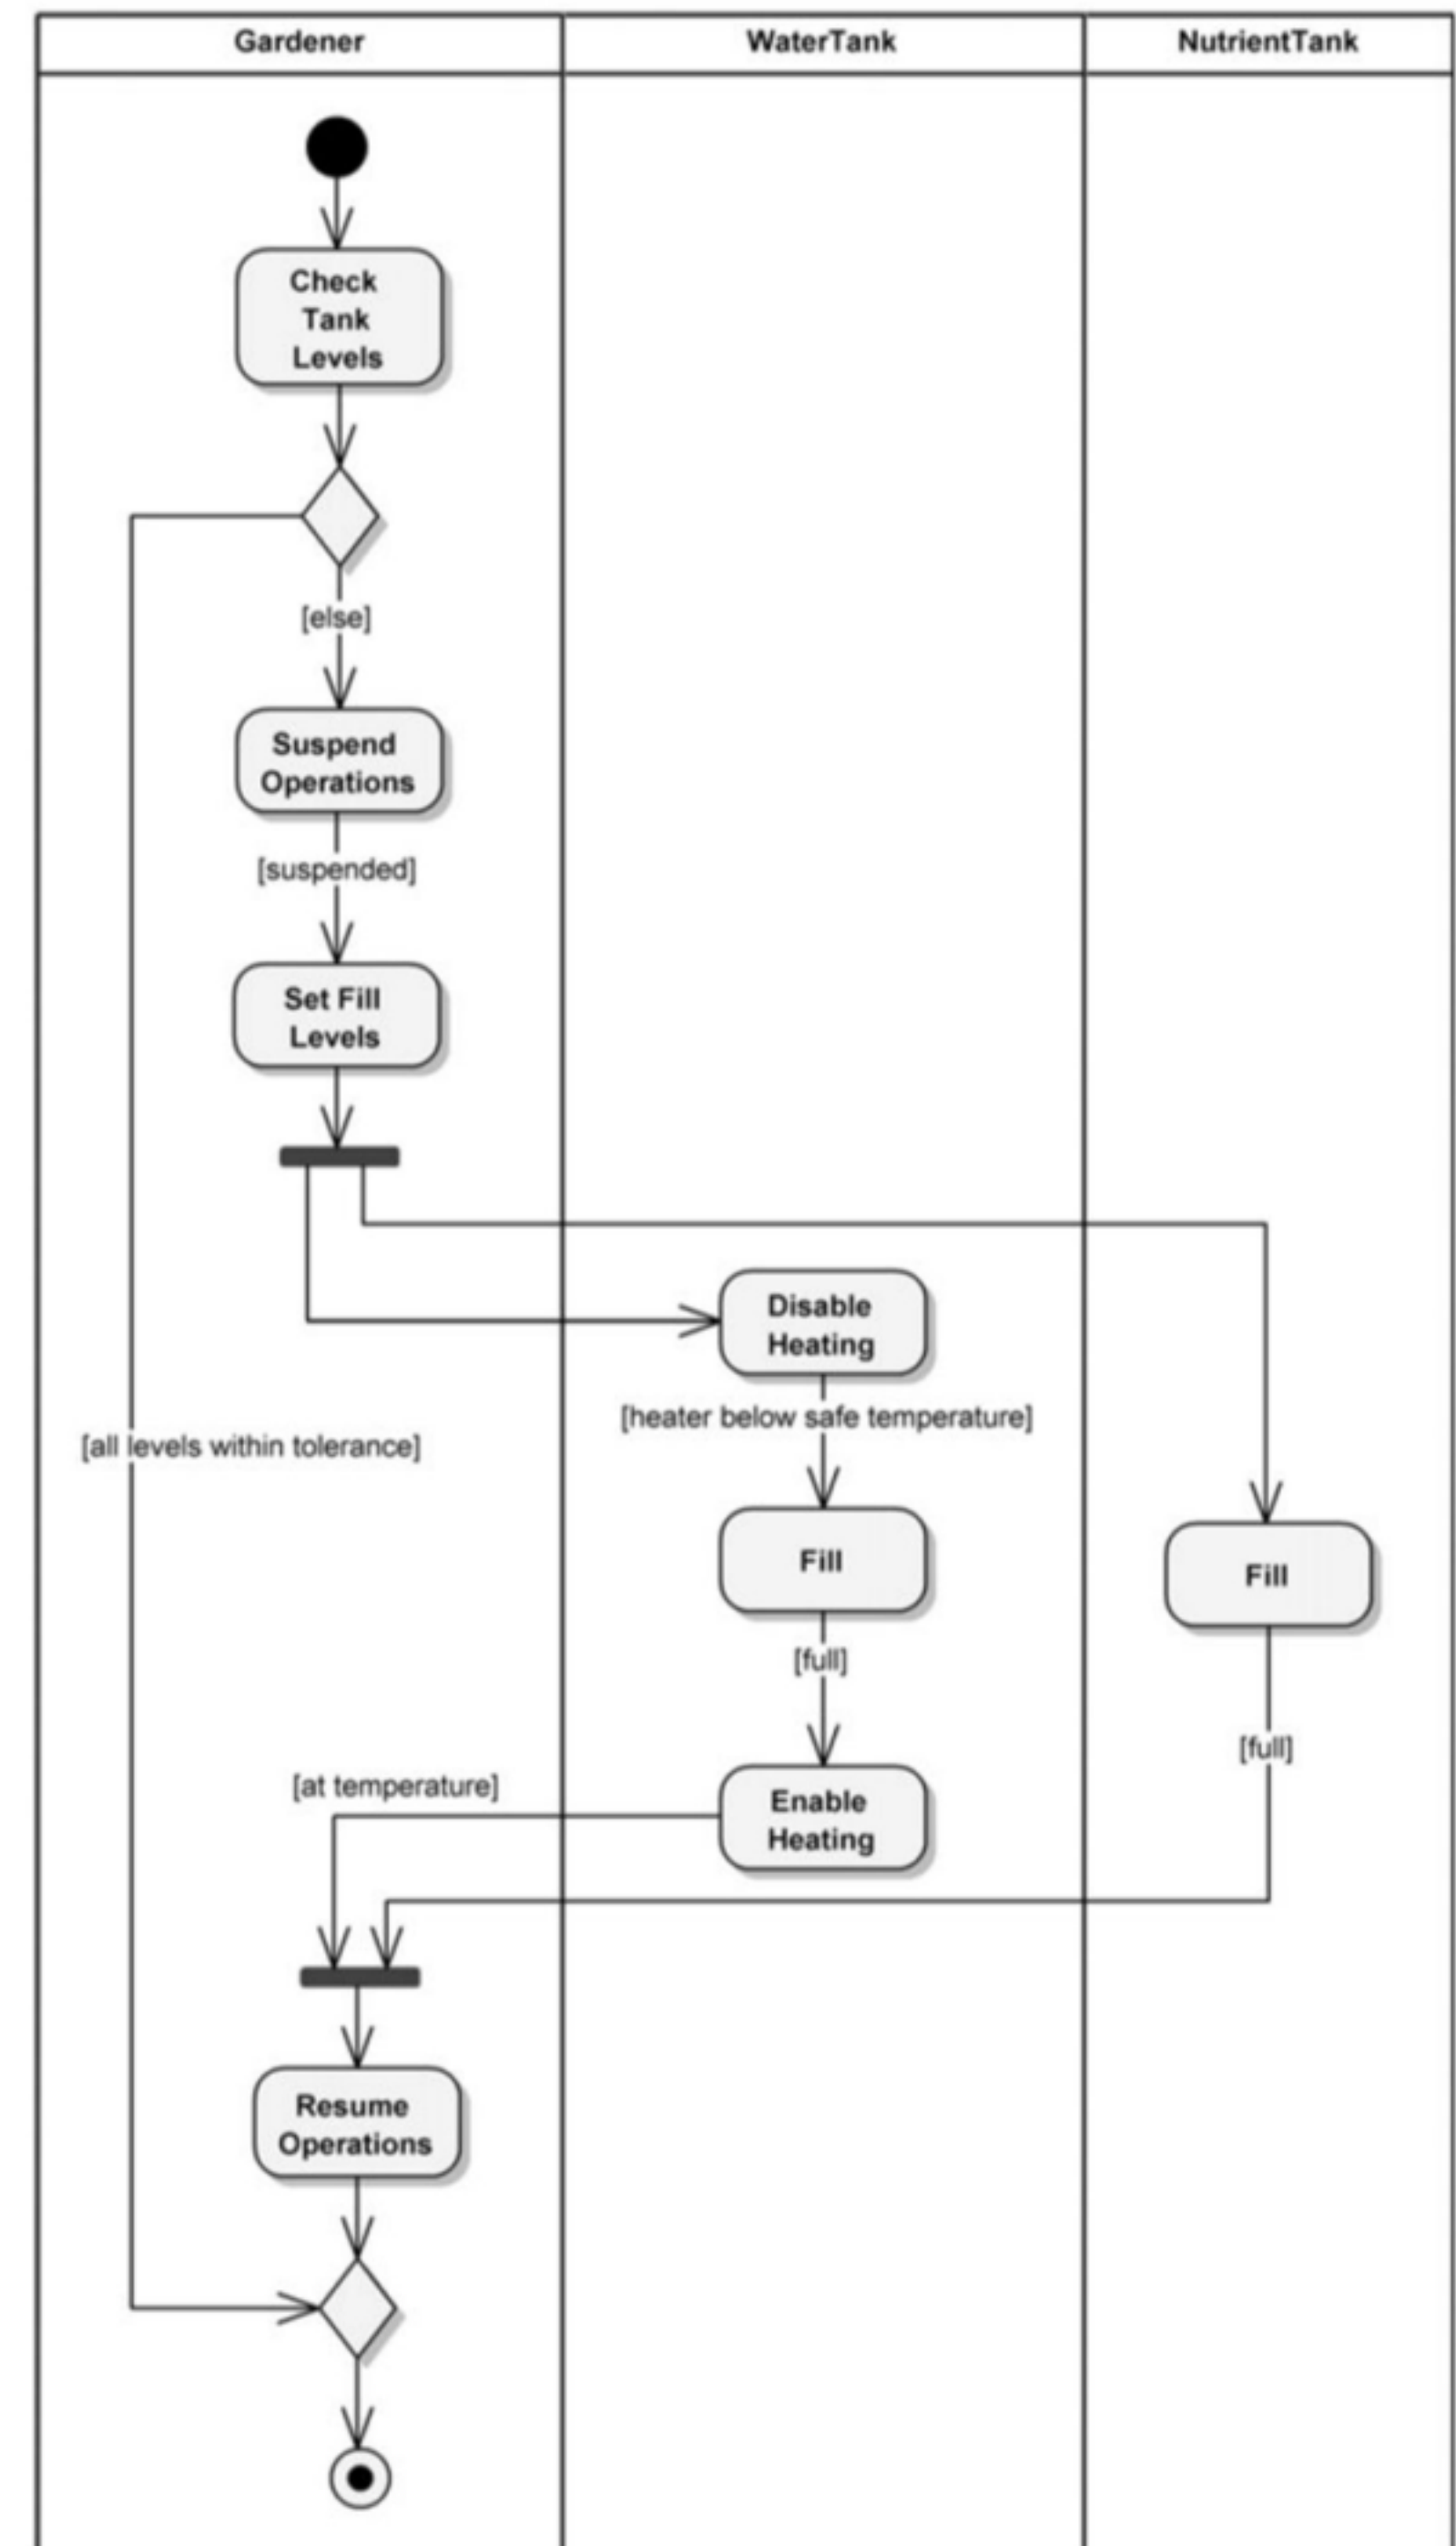 Gardener
WaterTank
NutrientTank
Check
Tank
Levels
[else]
Suspend
Operations
[suspended]
Set Fill
Levels
Disable
Heating
[heater below safe temperature]
[all levels within tolerance]
Fill
Fill
[full]
[full]
[at temperature]
Enable
Heating
Resume
Operations